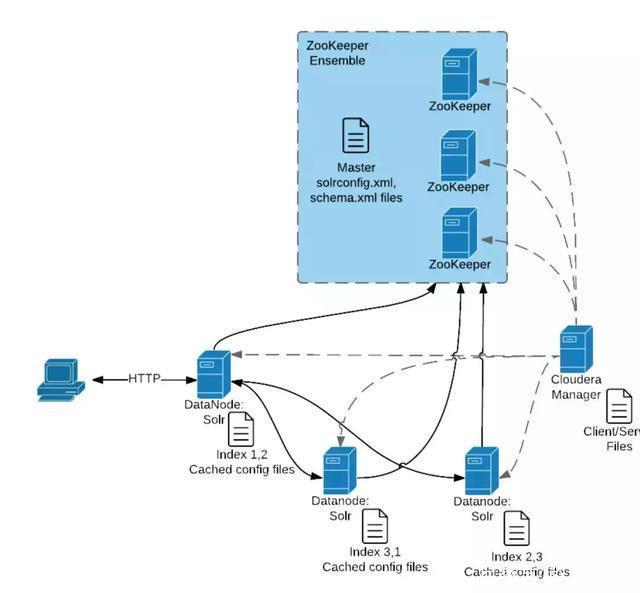 ZooKeeper
Ensemble
ZooKeeper
Master
solrconfig.xml,
schema.xml files
ZooKeeper
ZooKeeper
HTTP
DataNode:
Solr
Index 1,2
Cached config files
Cloudera
Manager
Client/Serv
Files
Datanode:
Solr
Index 3,1
Cached config files
Datanode:
Solr
Index 2,3
Cached config files